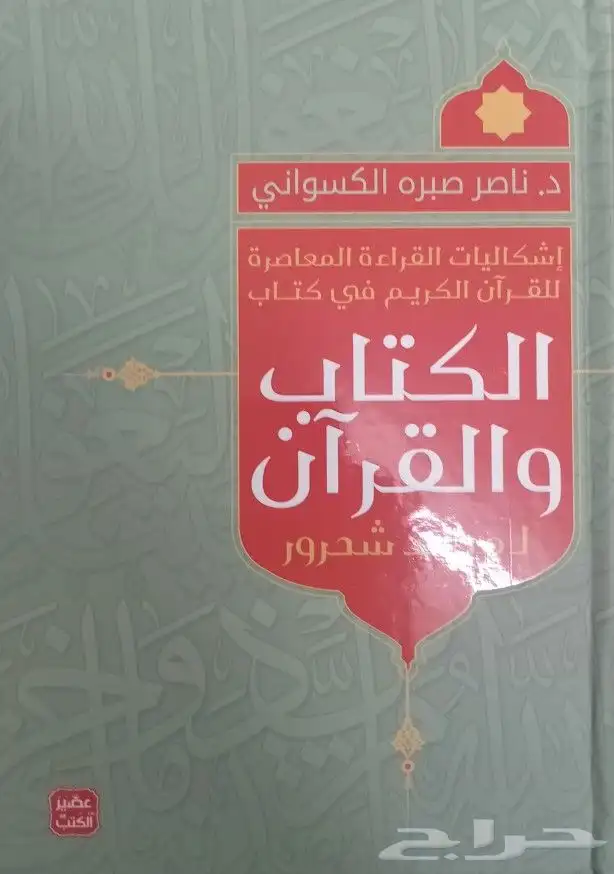 د. ناصر صبره الكسواني
إشكاليات القراءة المعاصرة
للقرآن الكريم في كتاب
الكتاب
والقرآن
شحرور
عصير
الكتب
حراج